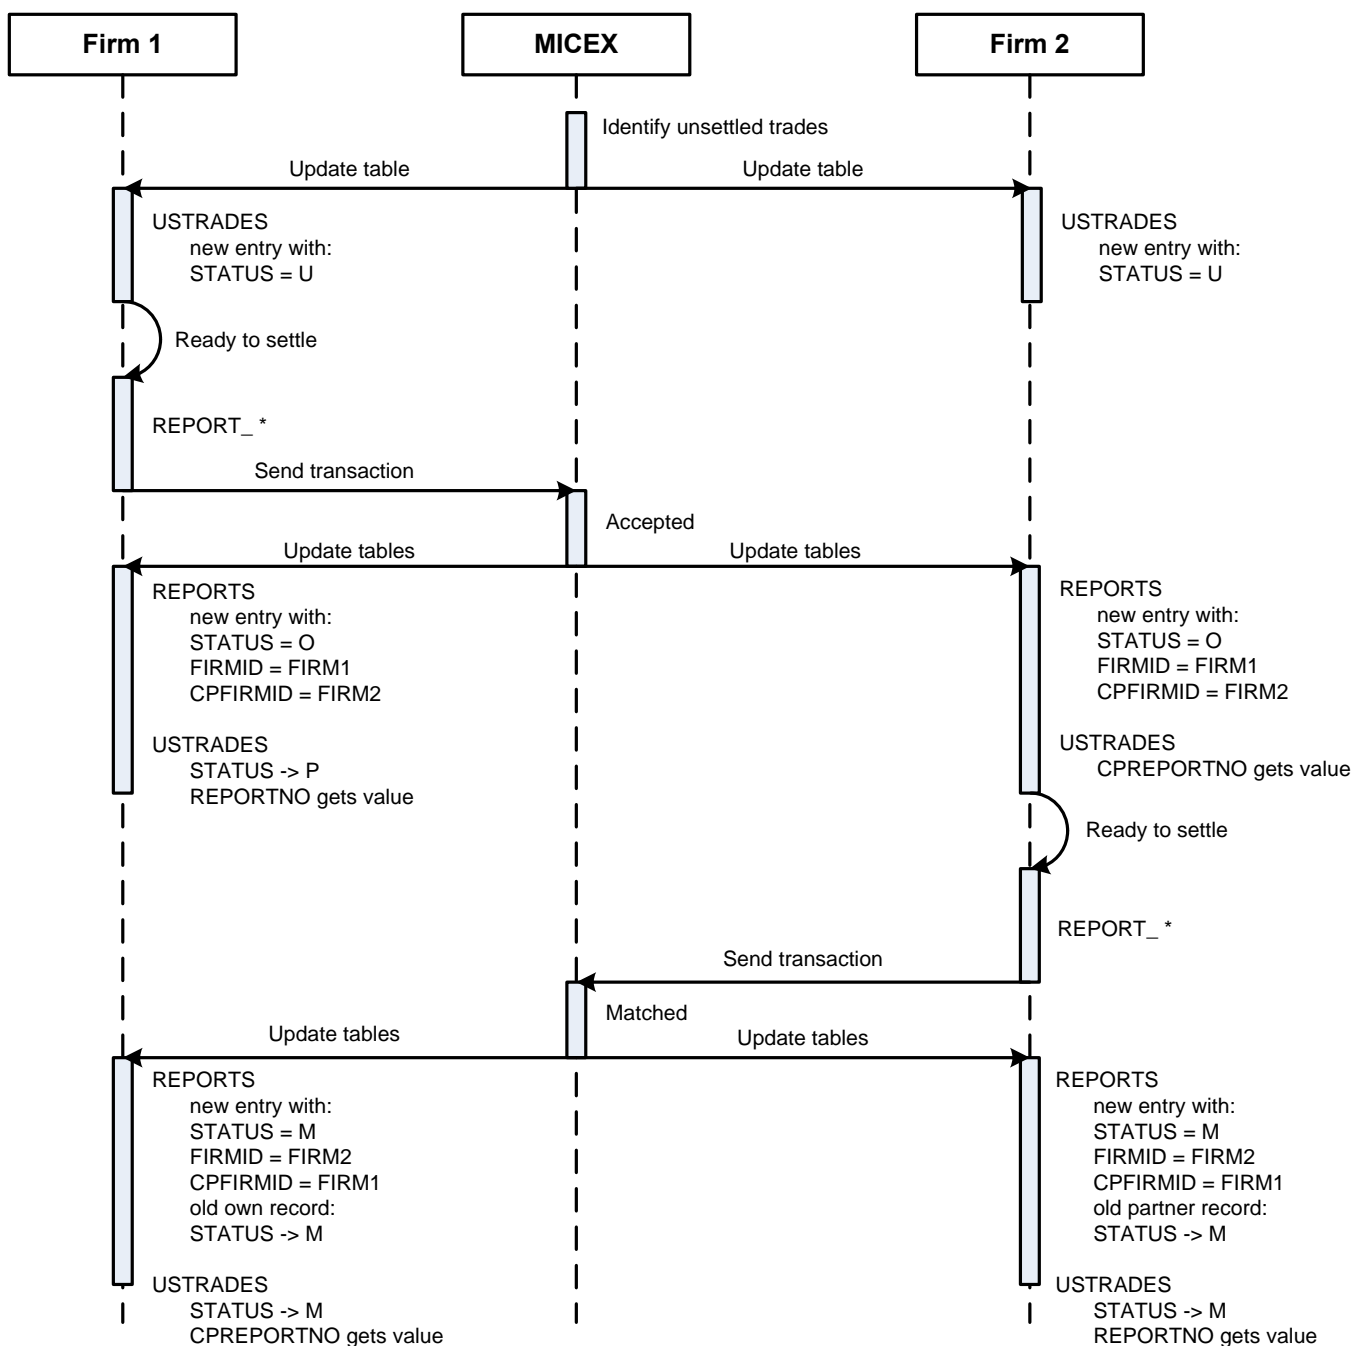 Firm 1
MICEX
Firm 2
Identify unsettled trades
Update table
Update table
USTRADES
new entry with:
STATUS = U
USTRADES
new entry with:
STATUS = U
Ready to settle
REPORT_ *
Send transaction
Accepted
Update tables
Update tables
REPORTS
new entry with:
STATUS = O
FIRMID = FIRM1
CPFIRMID = FIRM2
USTRADES
STATUS -> P
REPORTNO gets value
REPORTS
new entry with:
STATUS = O
FIRMID = FIRM1
CPFIRMID = FIRM2
USTRADES
CPREPORTNO gets value
Ready to settle
REPORT_ *
Send transaction
Matched
Update tables
Update tables
REPORTS
new entry with:
STATUS = M
FIRMID = FIRM2
CPFIRMID = FIRM1
old own record:
STATUS -> M
USTRADES
STATUS -> M
CPREPORTNO gets value
REPORTS
new entry with:
STATUS = M
FIRMID = FIRM2
CPFIRMID = FIRM1
old partner record:
STATUS -> M
USTRADES
STATUS -> M
REPORTNO gets value